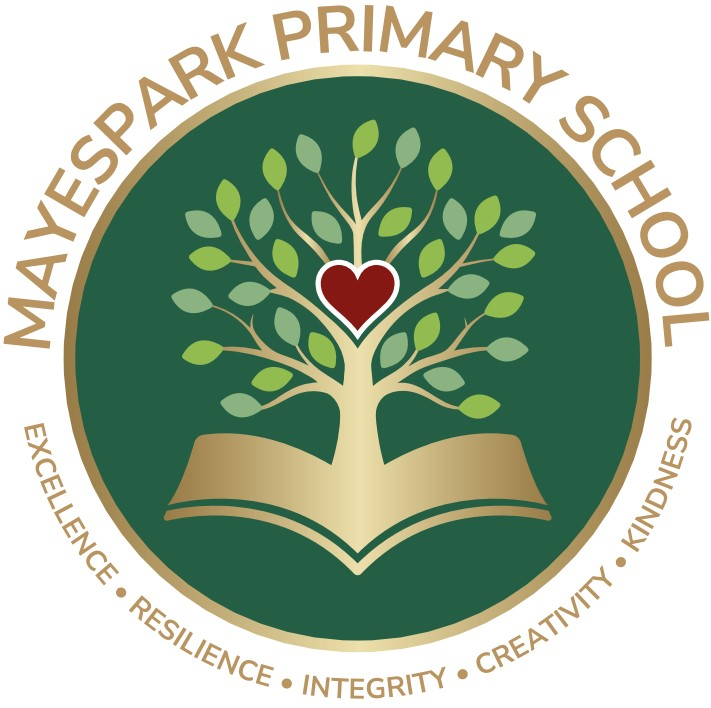 MAYESPARK PRIMARY SCHOOL
EXCELLENCE • RESILIENCE • INTEGRITY • CREATIVITY • KINDNESS